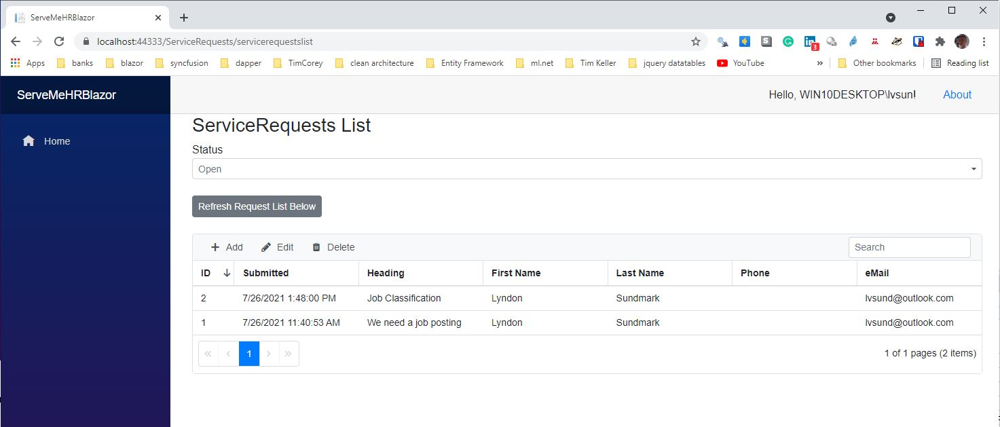 ServeMeHRBlazor
localhost:44333/ServiceRequests/servicerequestslist
3
Apps banks blazor syncfusion dapper TimCorey clean architecture Entity Framework ml.net Tim Keller jquery datatables YouTube » Other bookmarks Reading list
ServeMeHRBlazor Hello, WIN10DESKTOP\lvsun! About
Home
ServiceRequests List
Status
Open
Refresh Request List Below
Add Edit Delete Search
ID Submitted Heading First Name Last Name Phone eMail
2 7/26/2021 1:48:00 PM Job Classification Lyndon Sundmark lvsund@outlook.com
1 7/26/2021 11:40:53 AM We need a job posting Lyndon Sundmark lvsund@outlook.com
« ‹ 1 › » 1 of 1 pages (2 items)